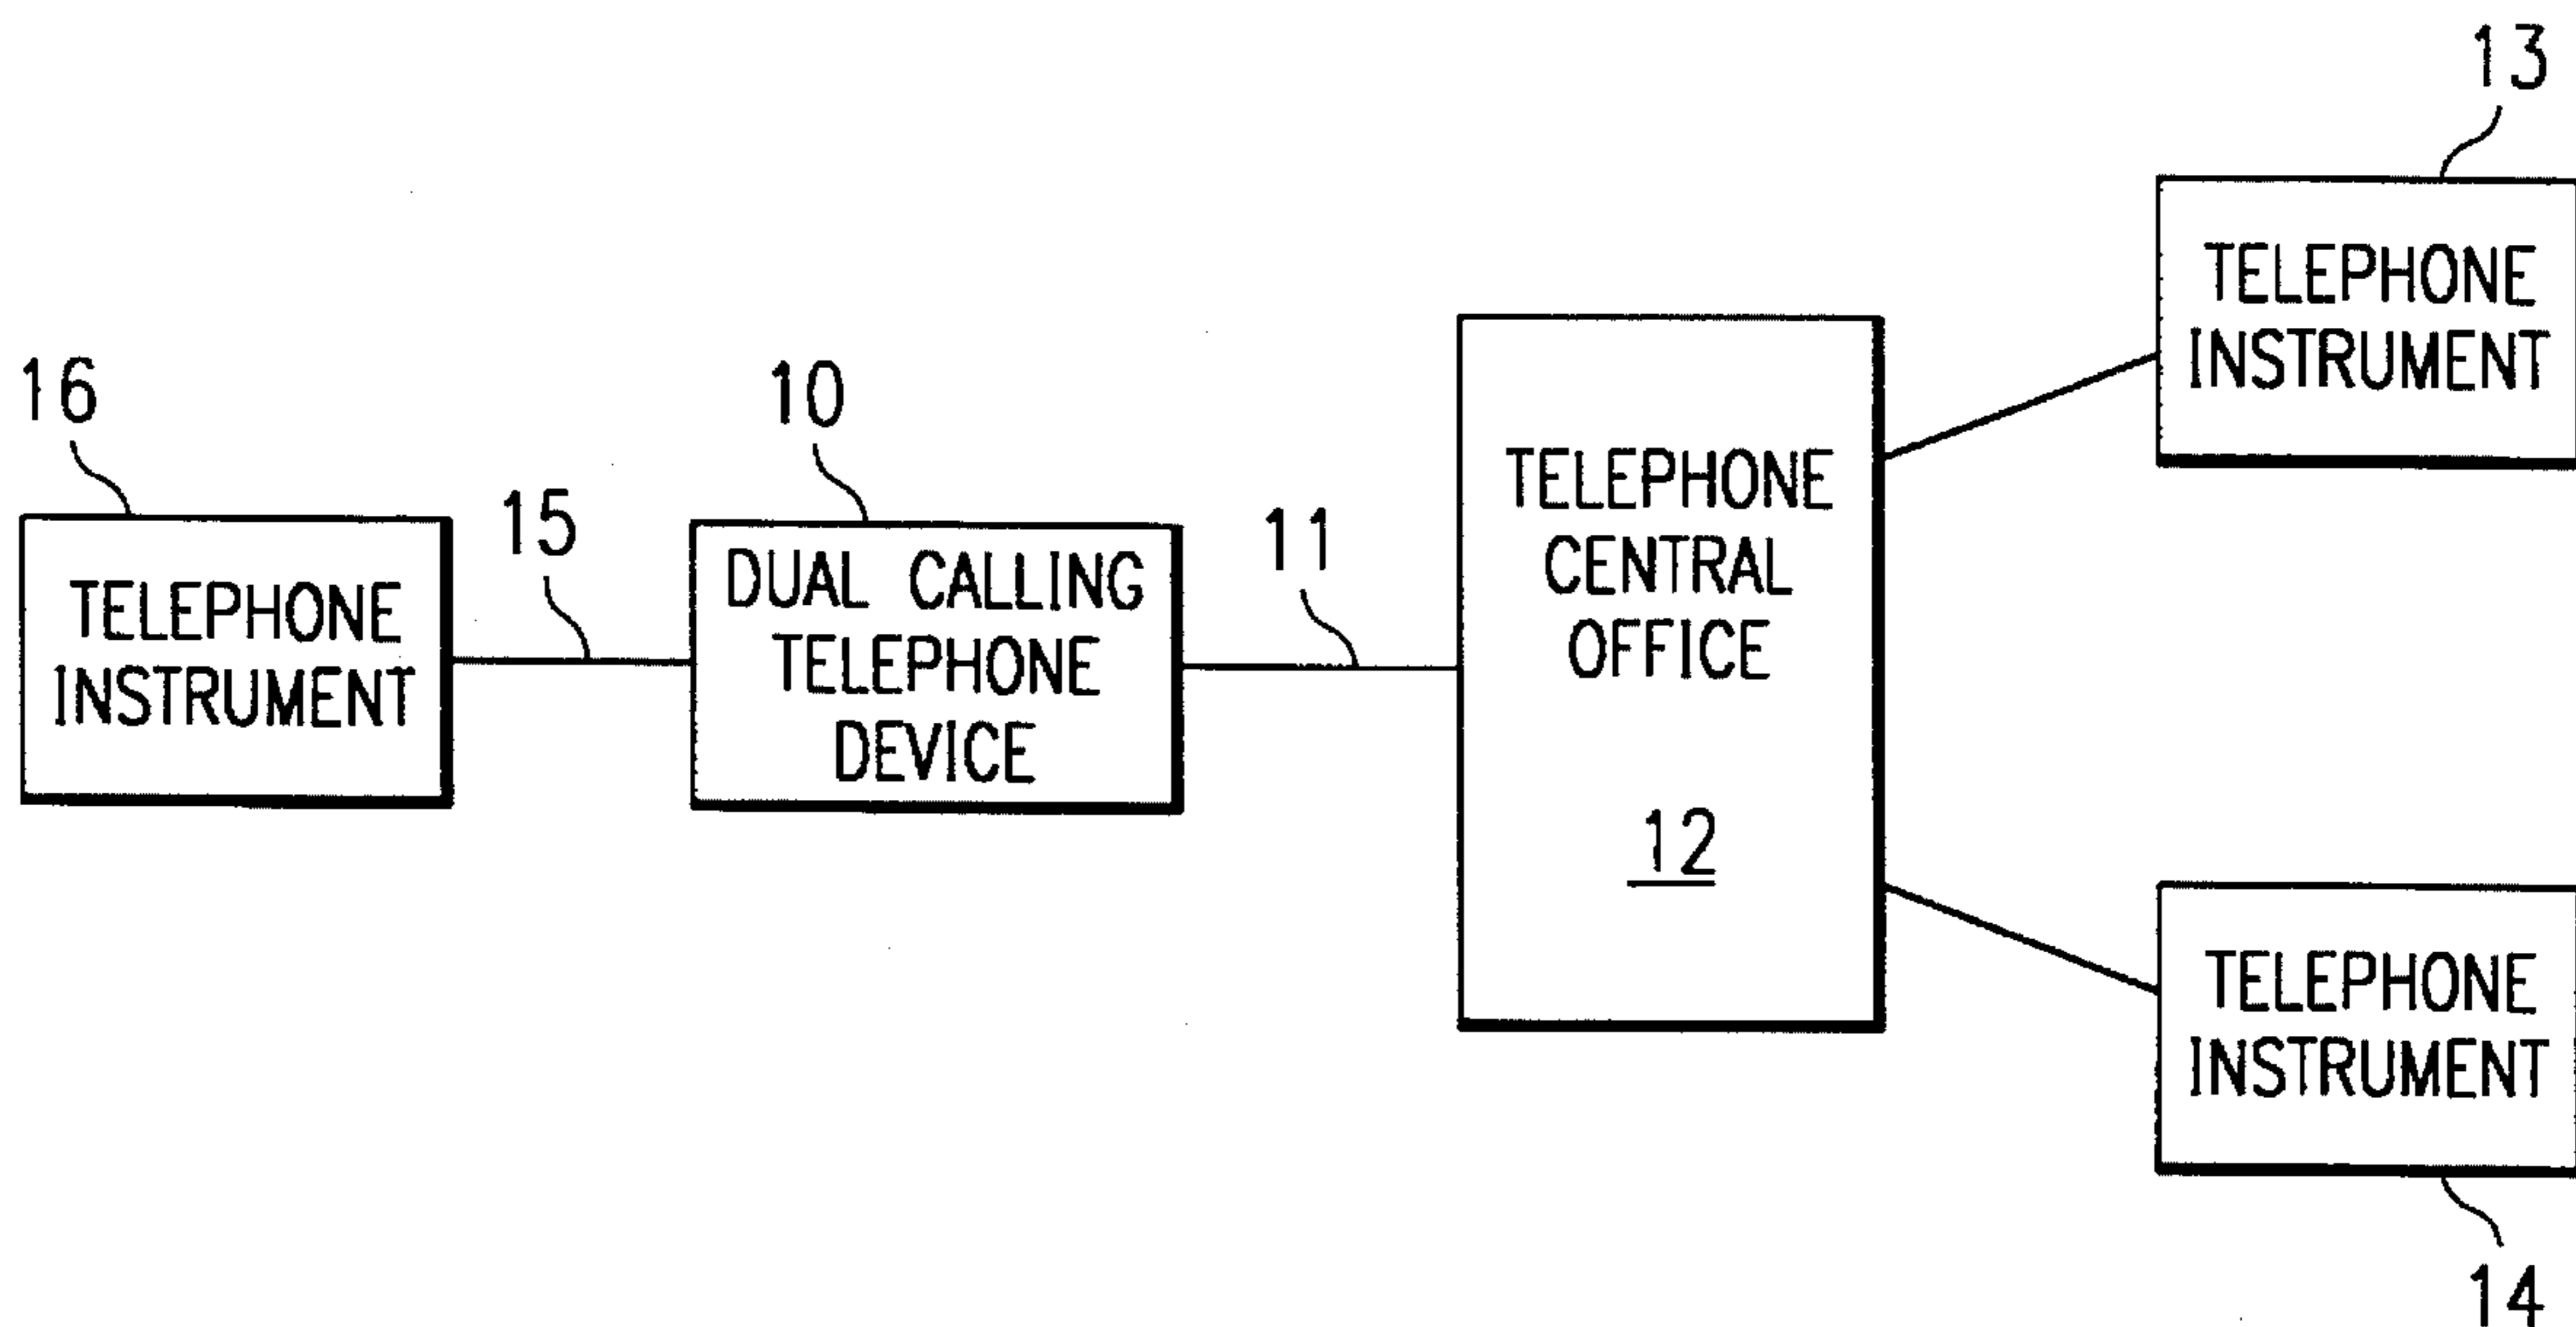 13
TELEPHONE
INSTRUMENT
16
TELEPHONE
INSTRUMENT
15
10
DUAL CALLING
TELEPHONE
DEVICE
11
TELEPHONE
CENTRAL
OFFICE
12
TELEPHONE
INSTRUMENT
14